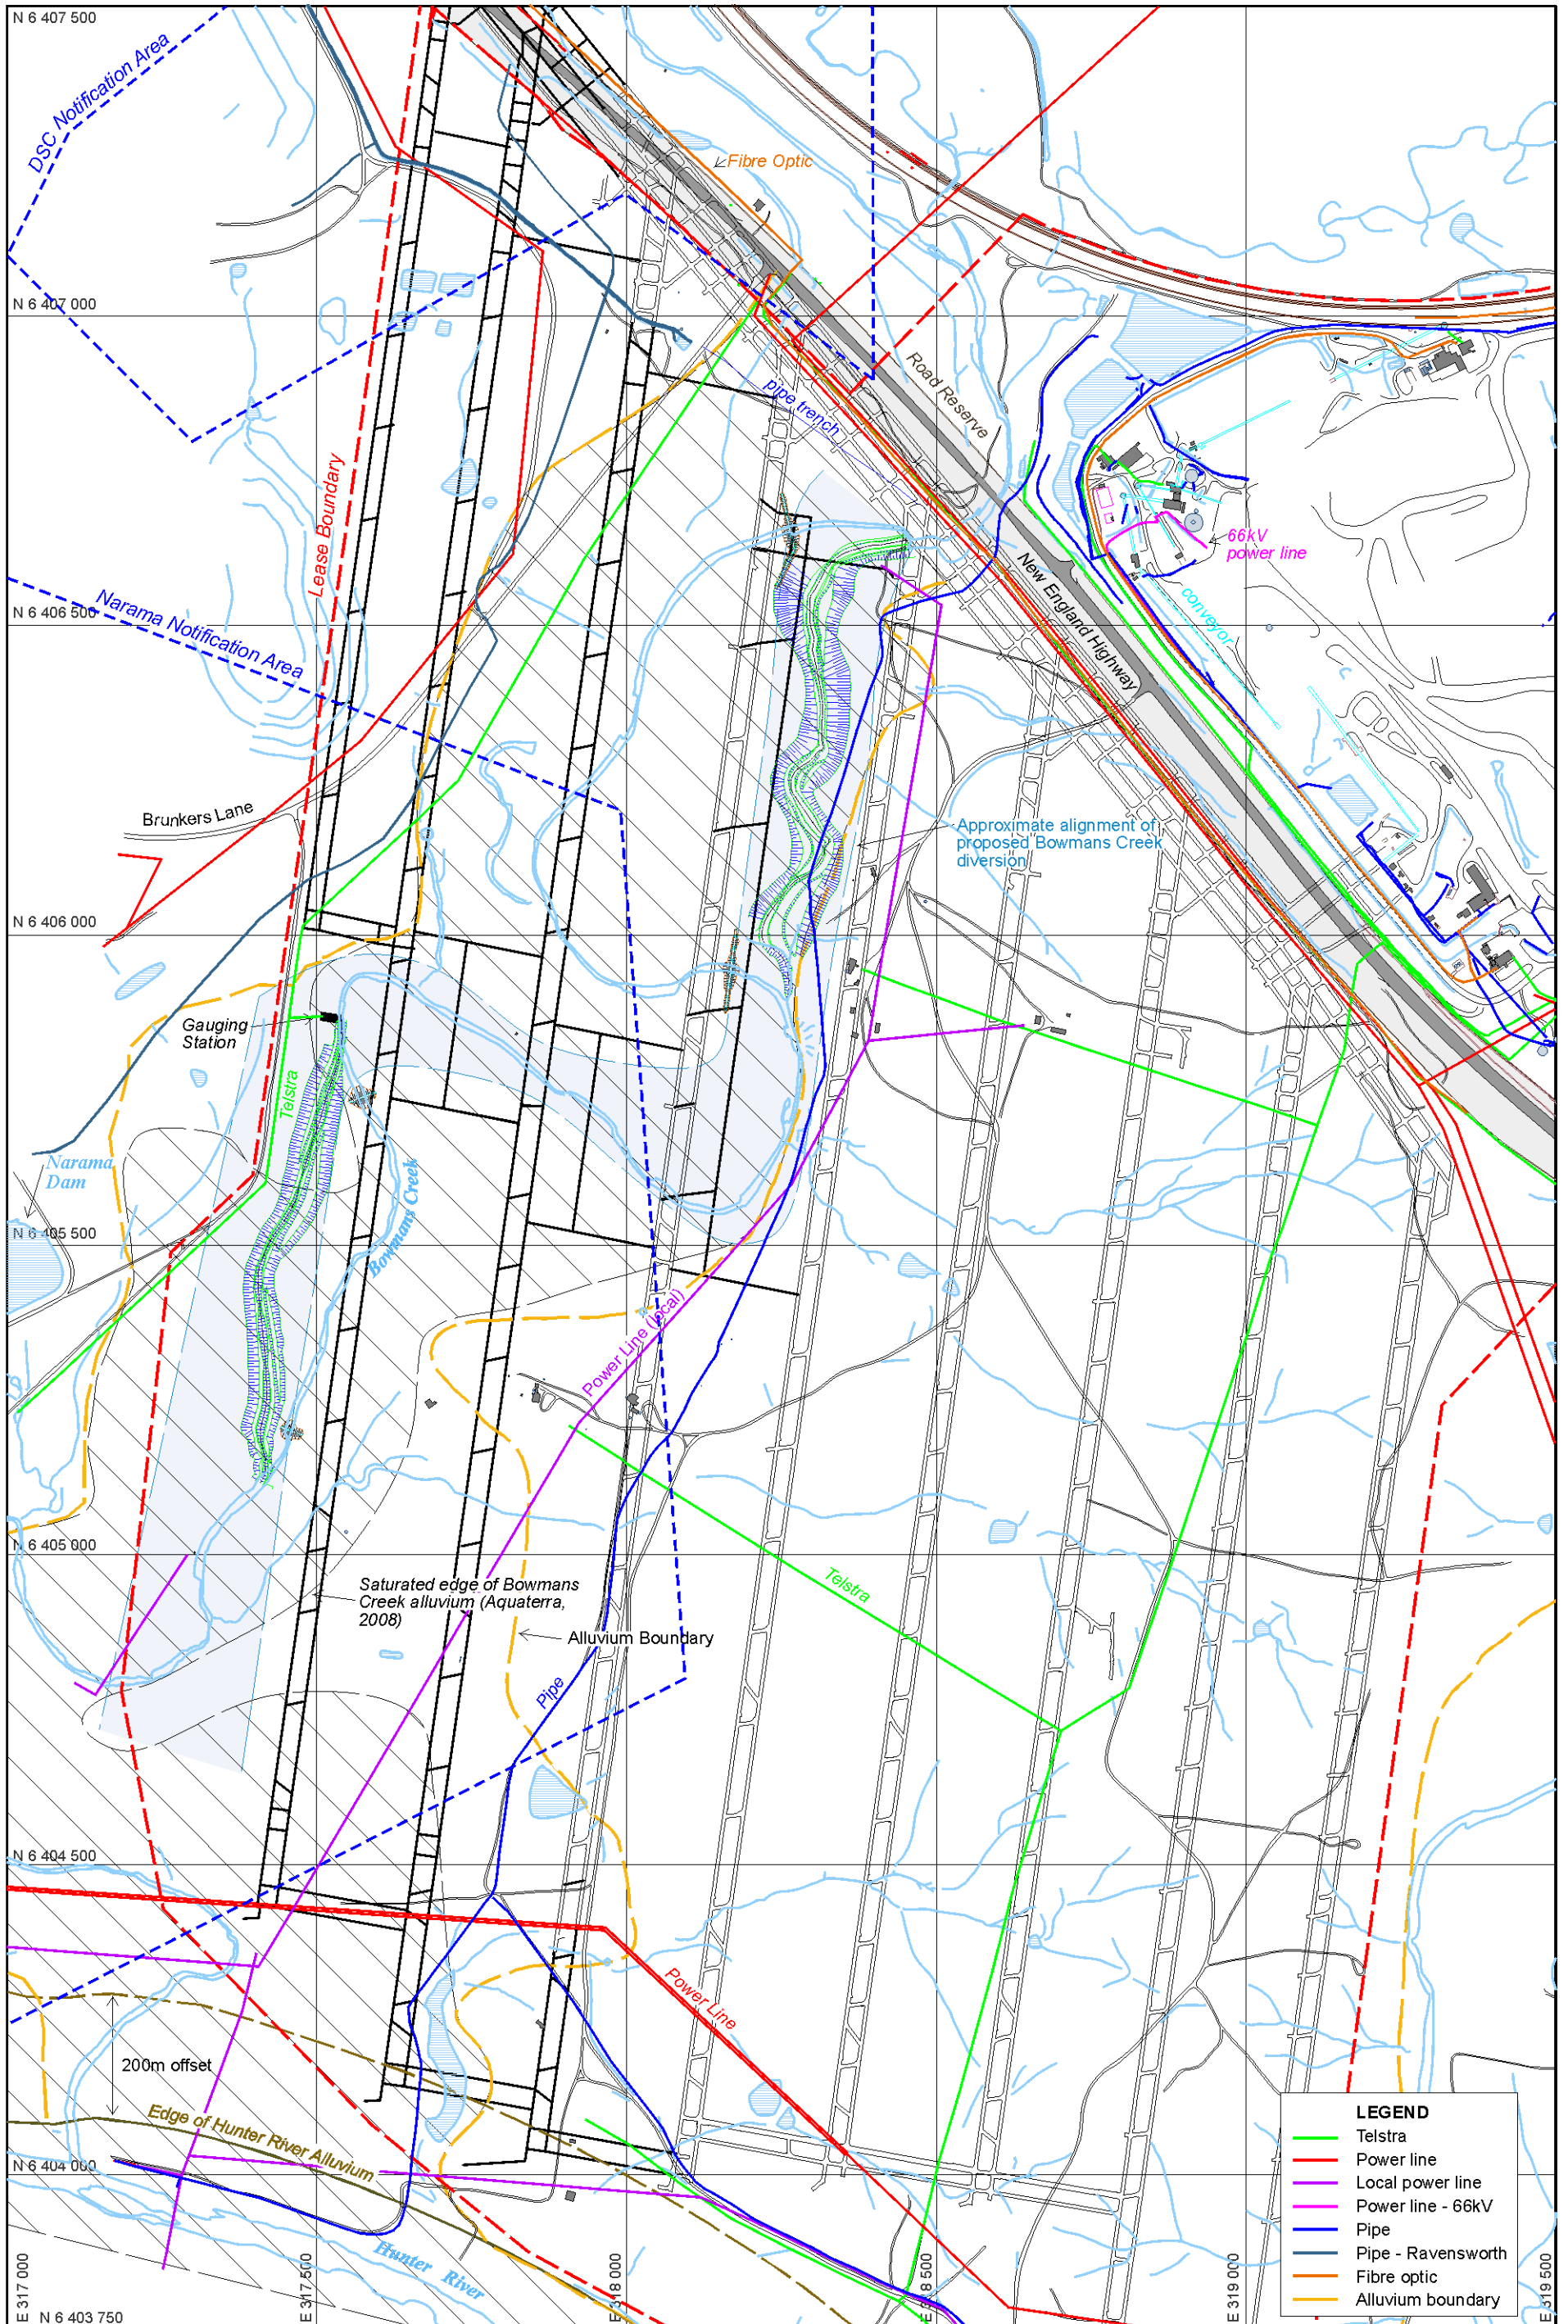 N 6 407 500
DSC Notification Area
Fibre Optic
N 6 407 000
Road Reserve
pipe trench
Lease Boundary
66kV
power line
New England Highway
conveyor
N 6 406 500
Narama Notification Area
Brunkers Lane
Approximate alignment of
proposed Bowmans Creek
diversion
N 6 406 000
Gauging
Station
Telstra
Narama
Dam
Bowmans Creek
N 6 405 500
Power Line (local)
N 6 405 000
Telstra
Saturated edge of Bowmans
Creek alluvium (Aquaterra,
2008)
Alluvium Boundary
Pipe
N 6 404 500
Power Line
200m offset
Edge of Hunter River Alluvium
N 6 404 000
Hunter River
E 317 000
E 317 500
E 318 000
E 318 500
E 319 000
E 319 500
N 6 403 750
LEGEND
Telstra
Power line
Local power line
Power line - 66kV
Pipe
Pipe - Ravensworth
Fibre optic
Alluvium boundary